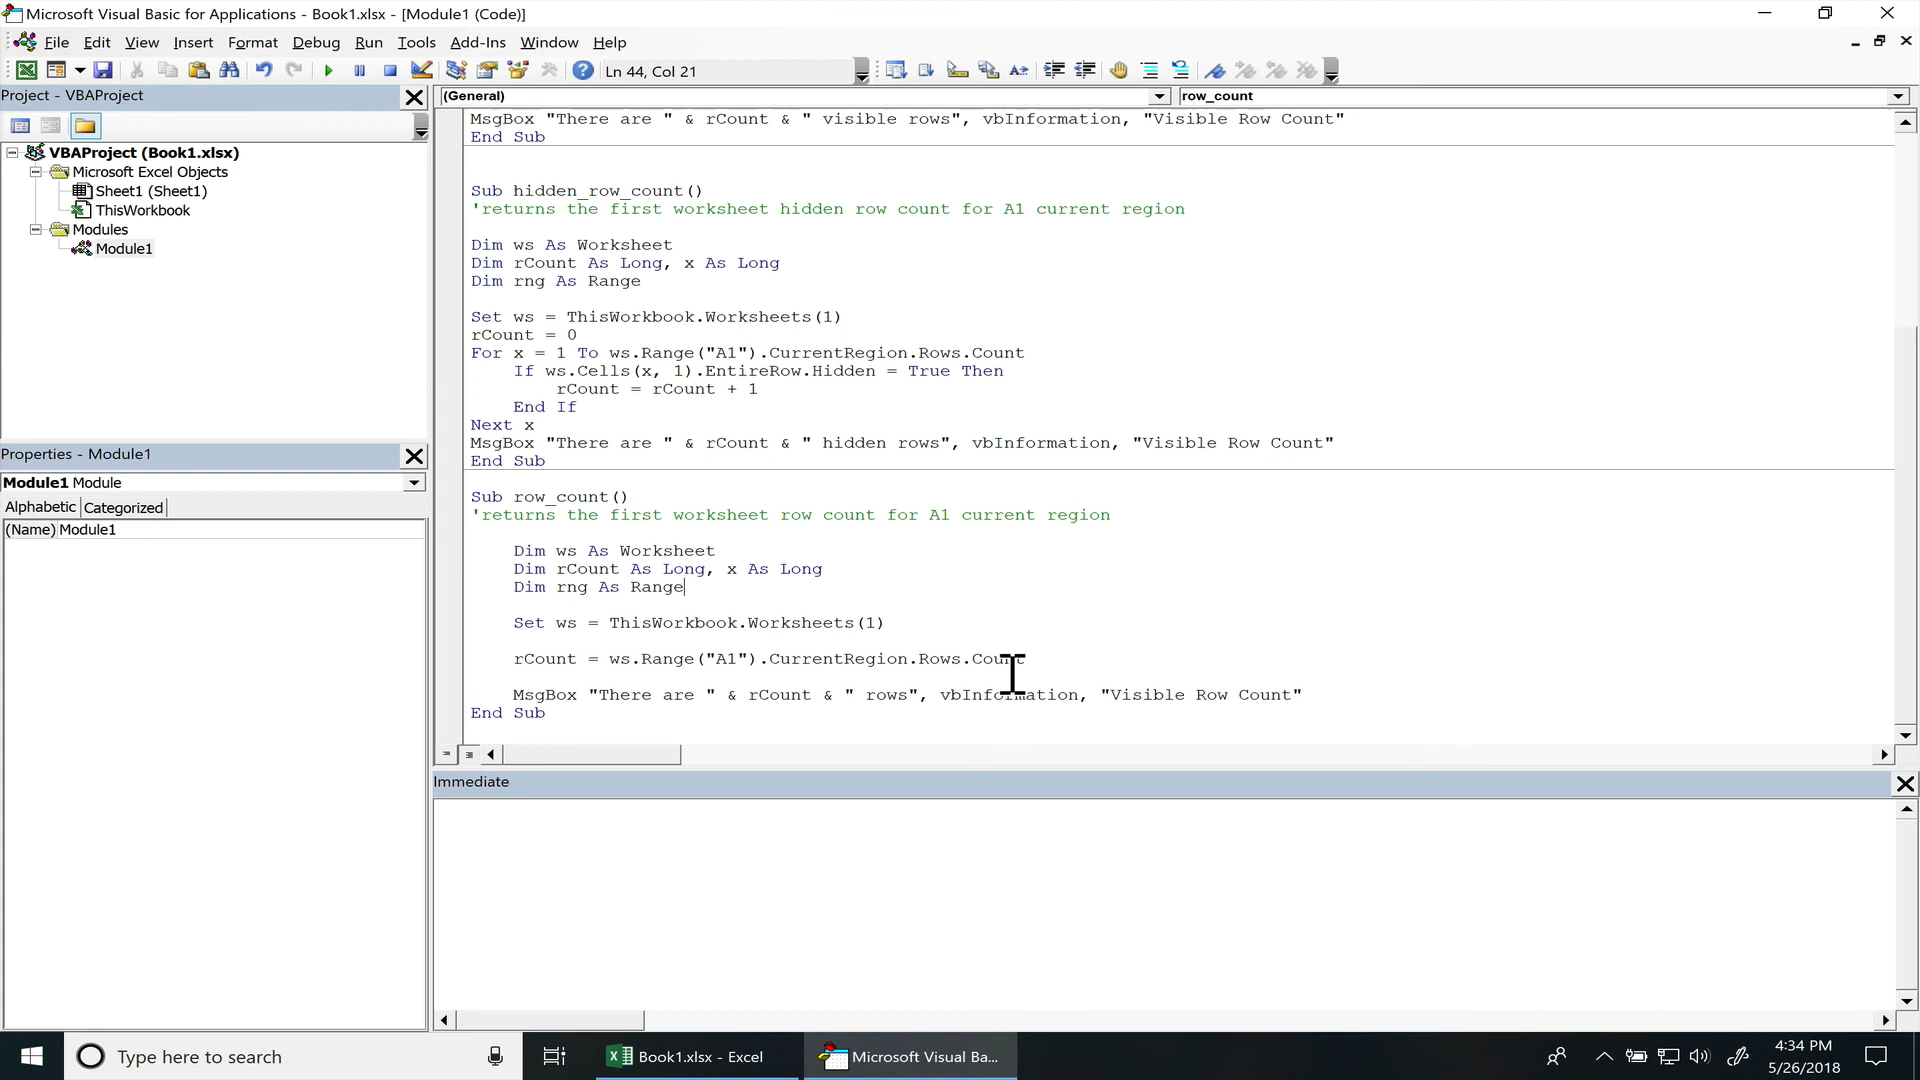 Microsoft Visual Basic for Applications - Book1.xlsx - [Module1 (Code)]
File Edit View Insert Format Debug Run Tools Add-Ins Window Help
Ln 44, Col 21
Project - VBAProject
(General)
row_count
VBAProject (Book1.xlsx)
Microsoft Excel Objects
Sheet1 (Sheet1)
ThisWorkbook
Modules
Module1
Properties - Module1
Module1 Module
Alphabetic Categorized
(Name) Module1
MsgBox "There are " & rCount & " visible rows", vbInformation, "Visible Row Count"
End Sub
Sub hidden_row_count()
'returns the first worksheet hidden row count for A1 current region
Dim ws As Worksheet
Dim rCount As Long, x As Long
Dim rng As Range
Set ws = ThisWorkbook.Worksheets(1)
rCount = 0
For x = 1 To ws.Range("A1").CurrentRegion.Rows.Count
If ws.Cells(x, 1).EntireRow.Hidden = True Then
rCount = rCount + 1
End If
Next x
MsgBox "There are " & rCount & " hidden rows", vbInformation, "Visible Row Count"
End Sub
Sub row_count()
'returns the first worksheet row count for A1 current region
Dim ws As Worksheet
Dim rCount As Long, x As Long
Dim rng As Range
Set ws = ThisWorkbook.Worksheets(1)
rCount = ws.Range("A1").CurrentRegion.Rows.Count
MsgBox "There are " & rCount & " rows", vbInformation, "Visible Row Count"
End Sub
Immediate
Type here to search
Book1.xlsx - Excel
Microsoft Visual Ba...
4:34 PM
5/26/2018